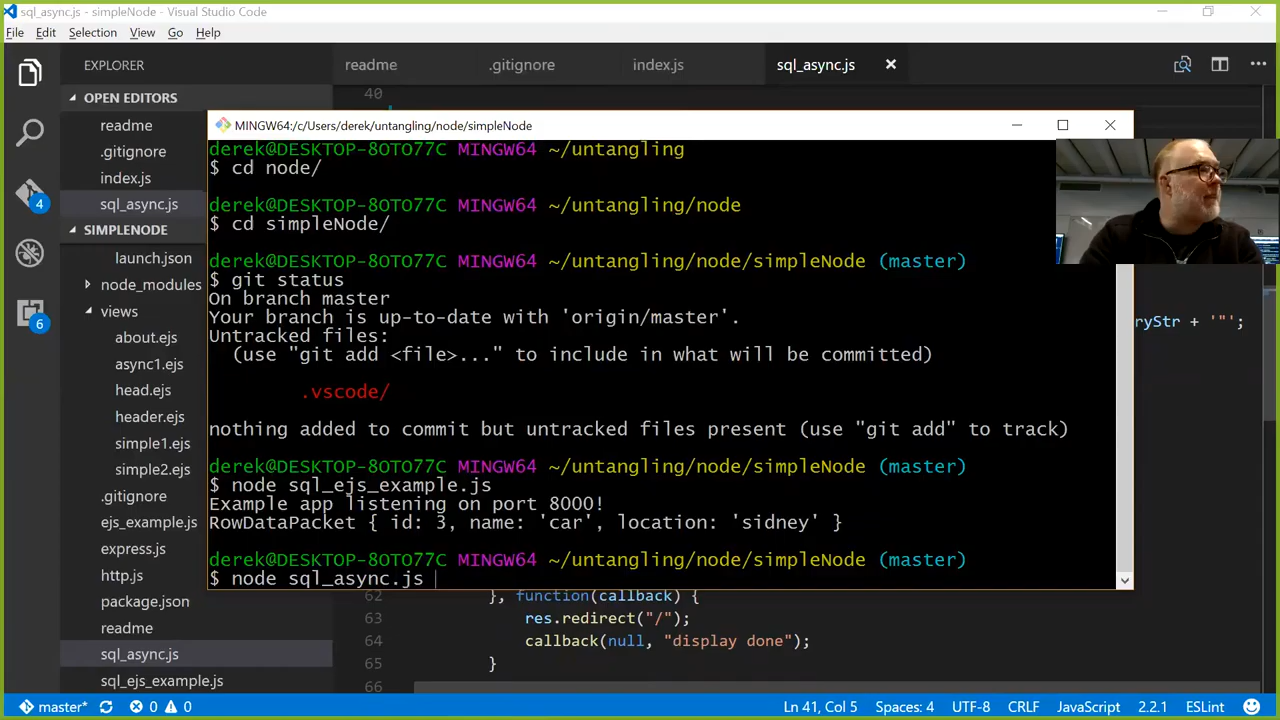 sql_async.js - simpleNode - Visual Studio Code
File Edit Selection View Go Help
EXPLORER
readme .gitignore index.js sql_async.js
OPEN EDITORS
readme
.gitignore
index.js
sql_async.js
4
SIMPLENODE
launch.json
node_modules
6
views
about.ejs
async1.ejs
head.ejs
header.ejs
simple1.ejs
simple2.ejs
.gitignore
ejs_example.js
express.js
http.js
package.json
readme
sql_async.js
sql_ejs_example.js
40
MINGW64:/c/Users/derek/untangling/node/simpleNode
derek@DESKTOP-8OTO77C MINGW64 ~/untangling
$ cd node/
derek@DESKTOP-8OTO77C MINGW64 ~/untangling/node
$ cd simpleNode/
derek@DESKTOP-8OTO77C MINGW64 ~/untangling/node/simpleNode (master)
$ git status
On branch master
Your branch is up-to-date with 'origin/master'.
Untracked files:
(use "git add <file>..." to include in what will be committed)
.vscode/
nothing added to commit but untracked files present (use "git add" to track)
derek@DESKTOP-8OTO77C MINGW64 ~/untangling/node/simpleNode (master)
$ node sql_ejs_example.js
Example app listening on port 8000!
RowDataPacket { id: 3, name: 'car', location: 'sidney' }
derek@DESKTOP-8OTO77C MINGW64 ~/untangling/node/simpleNode (master)
$ node sql_async.js
ryStr + '"';
62 }, function(callback) {
63 res.redirect("/");
64 callback(null, "display done");
65 }
66
master* 0 0 Ln 41, Col 5 Spaces: 4 UTF-8 CRLF JavaScript 2.2.1 ESLint